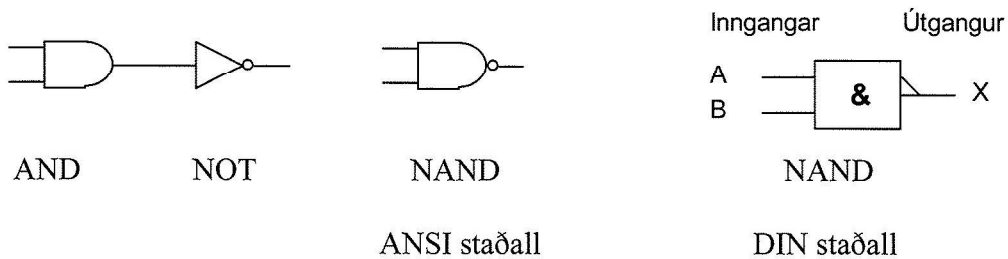 Inngangar Útgangur
A
B
& X
AND NOT NAND NAND
ANSI staðall DIN staðall